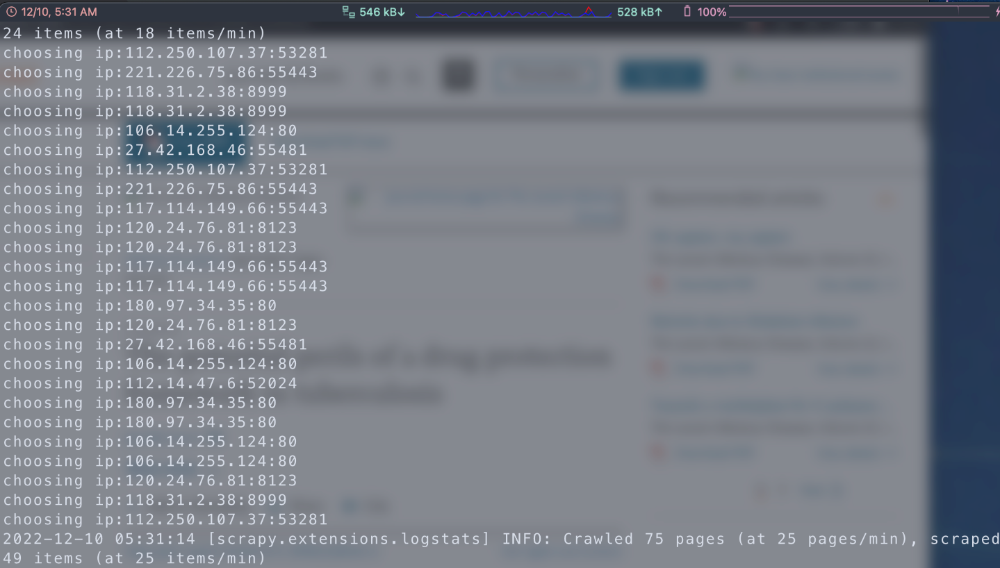 12/10, 5:31 AM 546 kB↓ 528 kB↑ 100%
24 items (at 18 items/min)
choosing ip:112.250.107.37:53281
choosing ip:221.226.75.86:55443
choosing ip:118.31.2.38:8999
choosing ip:118.31.2.38:8999
choosing ip:106.14.255.124:80
choosing ip:27.42.168.46:55481
choosing ip:112.250.107.37:53281
choosing ip:221.226.75.86:55443
choosing ip:117.114.149.66:55443
choosing ip:120.24.76.81:8123
choosing ip:120.24.76.81:8123
choosing ip:117.114.149.66:55443
choosing ip:117.114.149.66:55443
choosing ip:180.97.34.35:80
choosing ip:120.24.76.81:8123
choosing ip:27.42.168.46:55481
choosing ip:106.14.255.124:80
choosing ip:112.14.47.6:52024
choosing ip:180.97.34.35:80
choosing ip:180.97.34.35:80
choosing ip:106.14.255.124:80
choosing ip:106.14.255.124:80
choosing ip:120.24.76.81:8123
choosing ip:118.31.2.38:8999
choosing ip:112.250.107.37:53281
2022-12-10 05:31:14 [scrapy.extensions.logstats] INFO: Crawled 75 pages (at 25 pages/min), scraped
49 items (at 25 items/min)
of a drug protection
tuberculosis